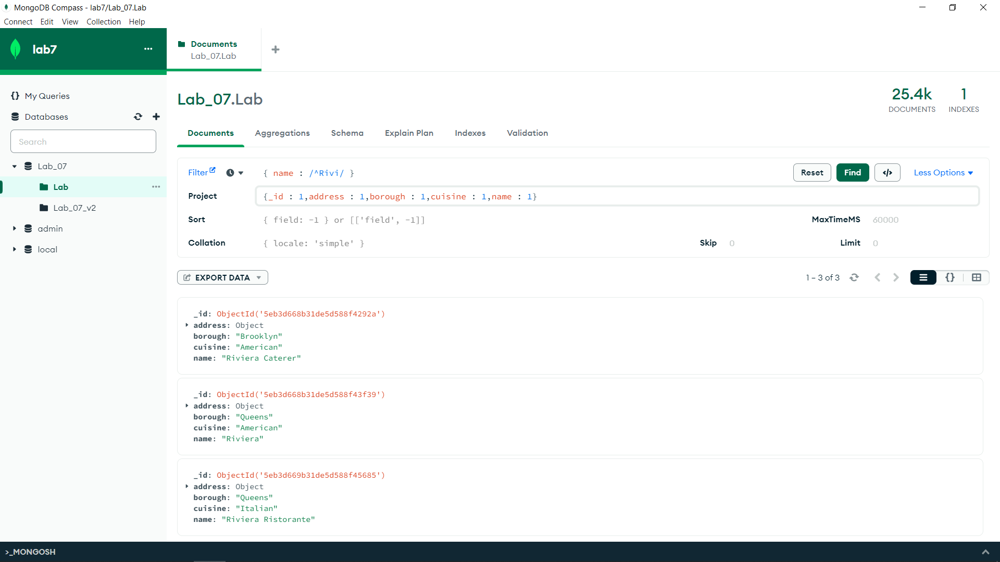 MongoDB Compass - lab7/Lab_07.Lab
Connect Edit View Collection Help
lab7
Documents
Lab_07.Lab
My Queries
Databases
Search
Lab_07
Lab
Lab_07_v2
admin
local
Lab_07.Lab
25.4k
DOCUMENTS
1
INDEXES
Documents Aggregations Schema Explain Plan Indexes Validation
Filter { name : /^Rivi/ } Reset Find </> Less Options
Project {_id : 1,address : 1,borough : 1,cuisine : 1,name : 1}
Sort { field: -1 } or [['field', -1]] MaxTimeMS 60000
Collation { locale: 'simple' } Skip 0 Limit 0
EXPORT DATA 1 – 3 of 3 {}
_id: ObjectId('5eb3d668b31de5d588f4292a')
address: Object
borough: "Brooklyn"
cuisine: "American"
name: "Riviera Caterer"
_id: ObjectId('5eb3d668b31de5d588f43f39')
address: Object
borough: "Queens"
cuisine: "American"
name: "Riviera"
_id: ObjectId('5eb3d669b31de5d588f45685')
address: Object
borough: "Queens"
cuisine: "Italian"
name: "Riviera Ristorante"
>_MONGOSH